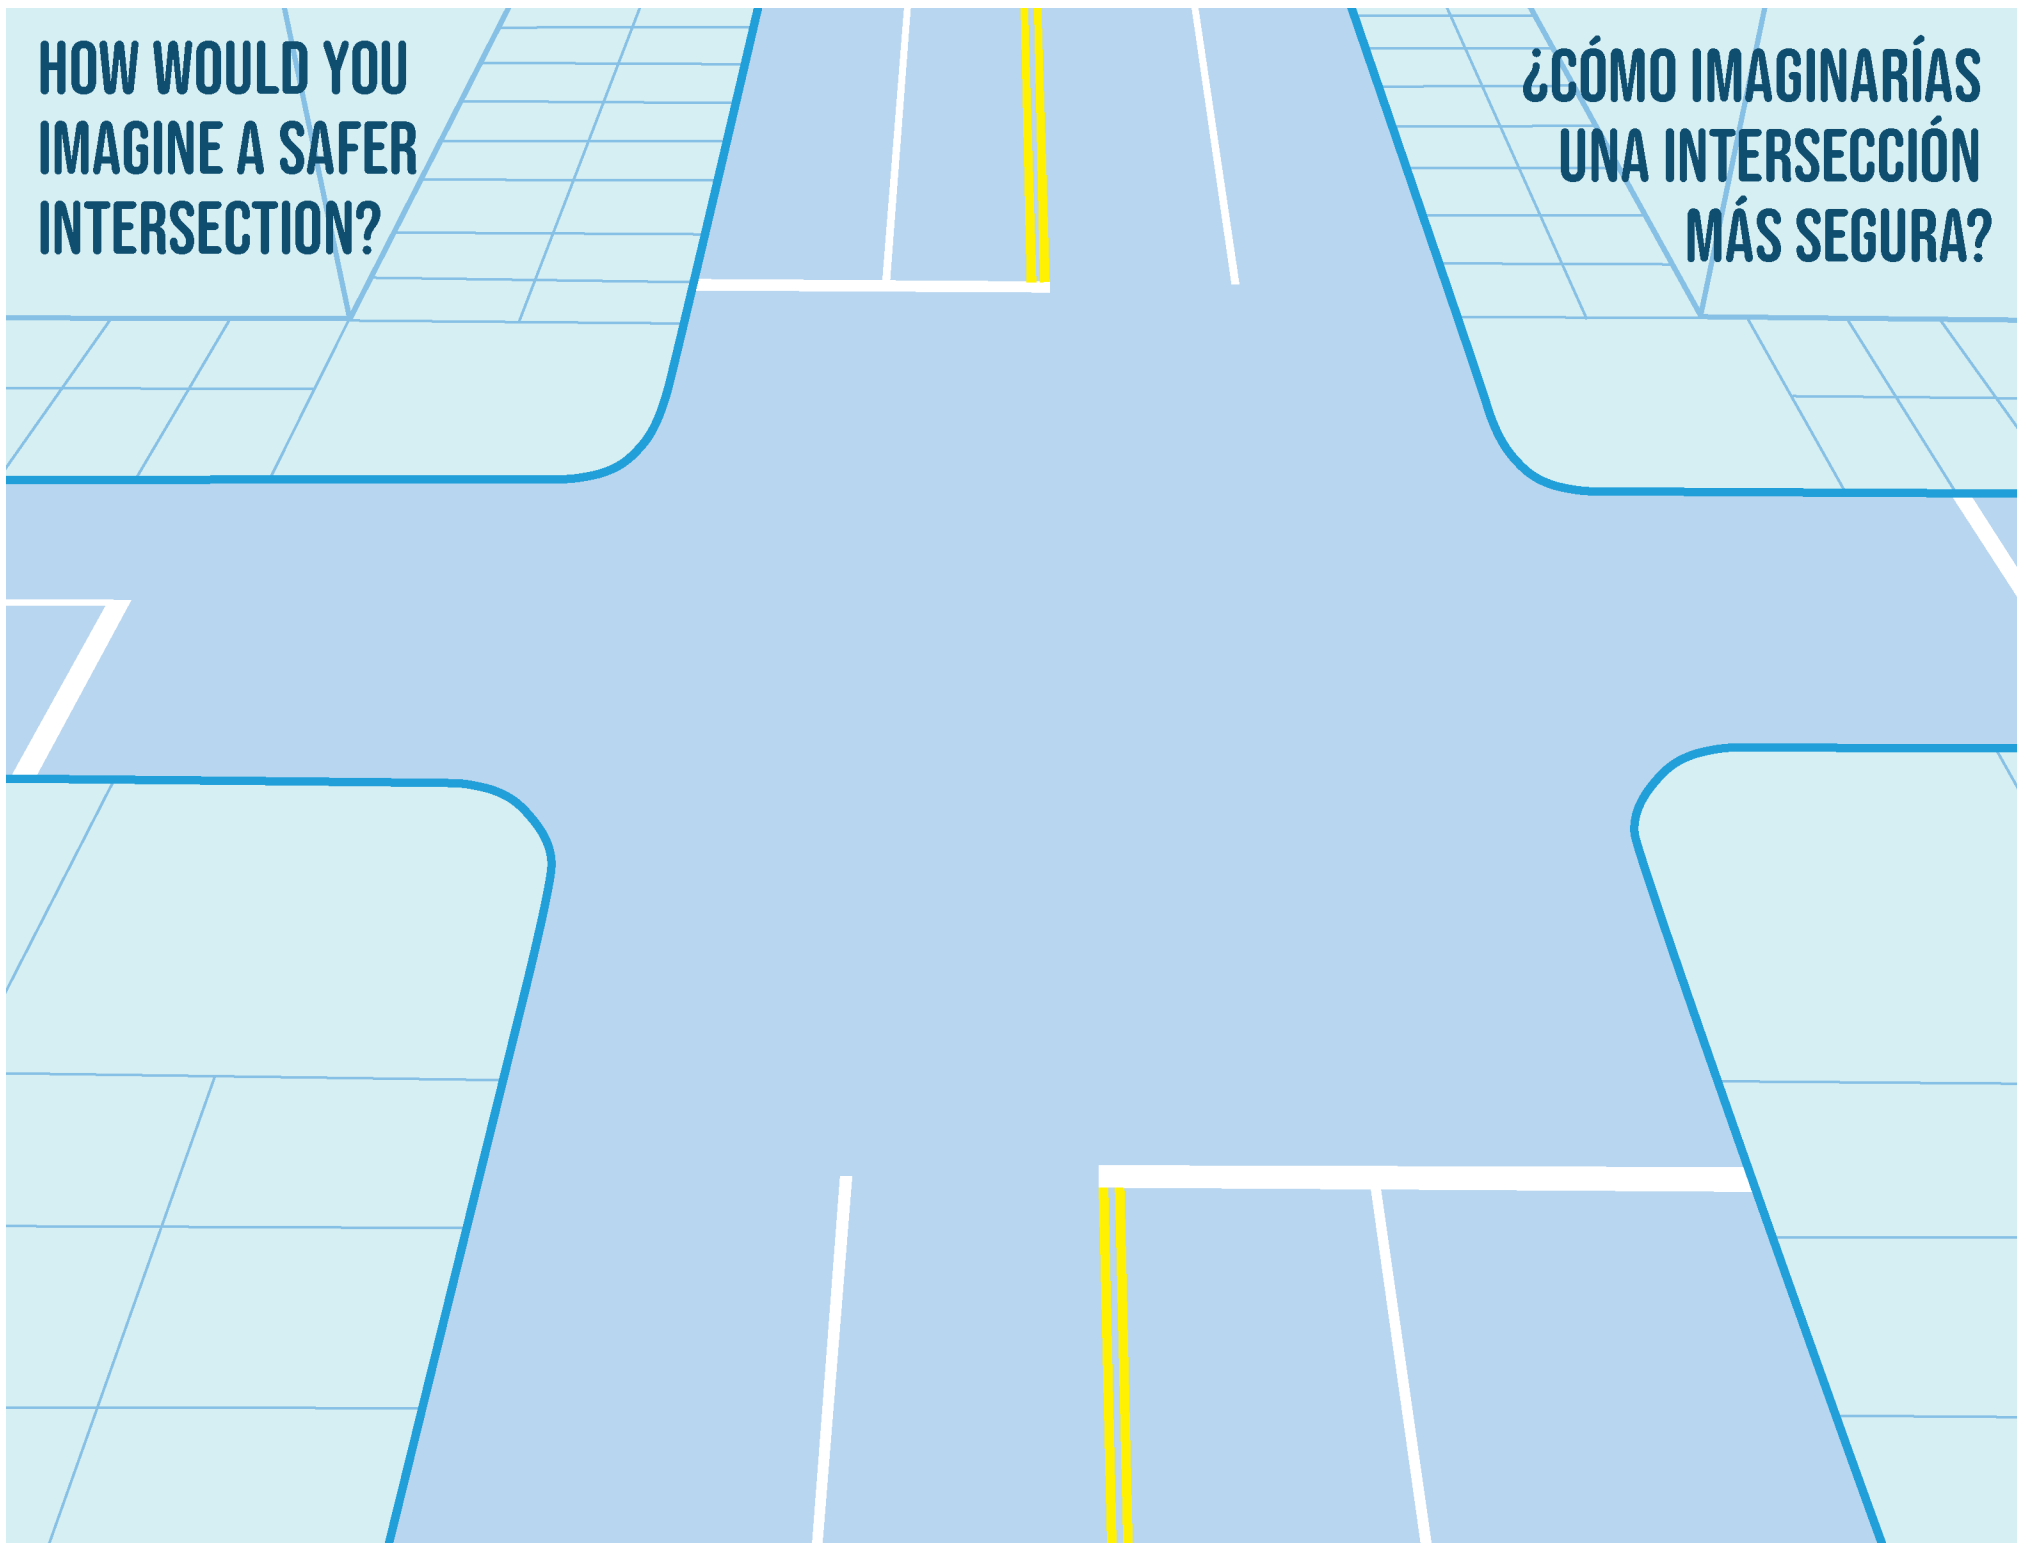 HOW WOULD YOU
IMAGINE A SAFER
INTERSECTION?
¿CÓMO IMAGINARÍAS
UNA INTERSECCIÓN
MÁS SEGURA?